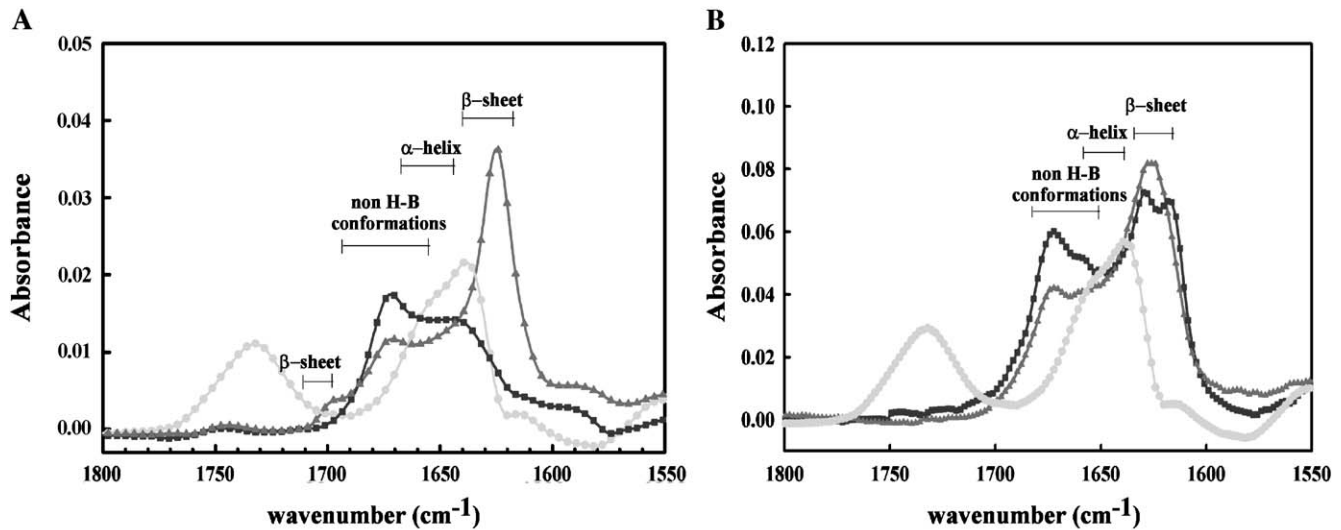 A
0.05
0.04
0.03
0.02
0.01
0.00
Absorbance
β–sheet
α–helix
non H-B
conformations
β–sheet
1800 1750 1700 1650 1600 1550
wavenumber (cm-1)
B
0.12
0.10
0.08
0.06
0.04
0.02
0.00
Absorbance
β–sheet
α–helix
non H-B
conformations
1800 1750 1700 1650 1600 1550
wavenumber (cm-1)